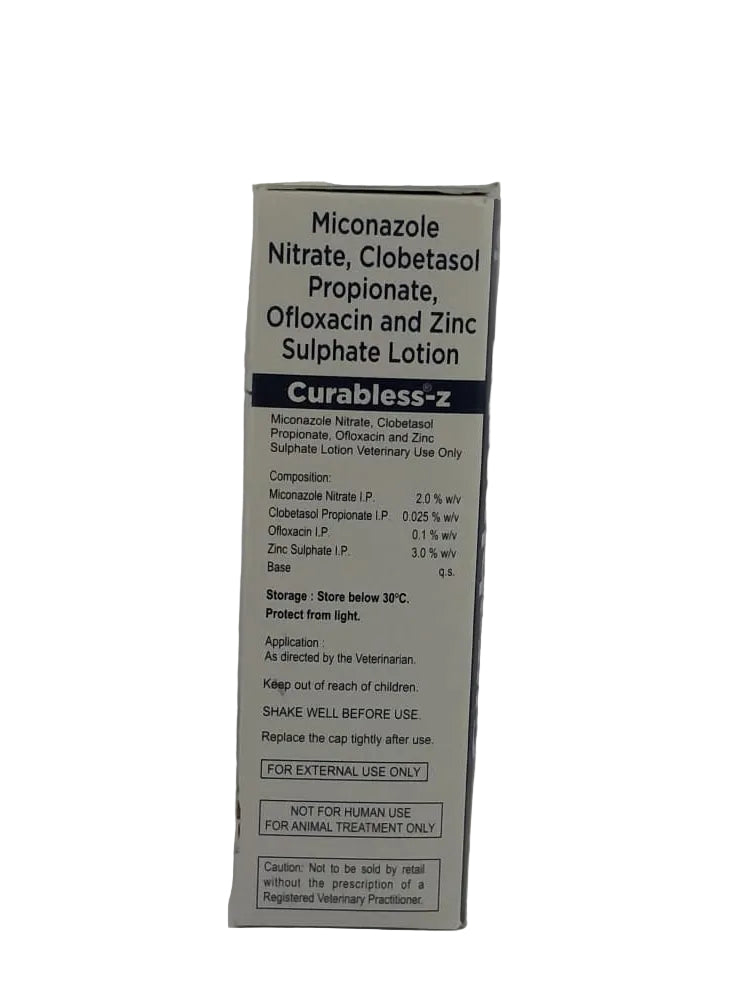 Miconazole
Nitrate, Clobetasol
Propionate,
Ofloxacin and Zinc
Sulphate Lotion
Curabless®-z
Miconazole Nitrate, Clobetasol
Propionate, Ofloxacin and Zinc
Sulphate Lotion Veterinary Use Only
Composition:
Miconazole Nitrate I.P. 2.0 % w/v
Clobetasol Propionate I.P. 0.025 % w/v
Ofloxacin I.P. 0.1 % w/v
Zinc Sulphate I.P. 3.0 % w/v
Base q.s.
Storage : Store below 30°C.
Protect from light.
Application :
As directed by the Veterinarian.
Keep out of reach of children.
SHAKE WELL BEFORE USE.
Replace the cap tightly after use.
FOR EXTERNAL USE ONLY
NOT FOR HUMAN USE
FOR ANIMAL TREATMENT ONLY
Caution: Not to be sold by retail
without the prescription of a
Registered Veterinary Practitioner.